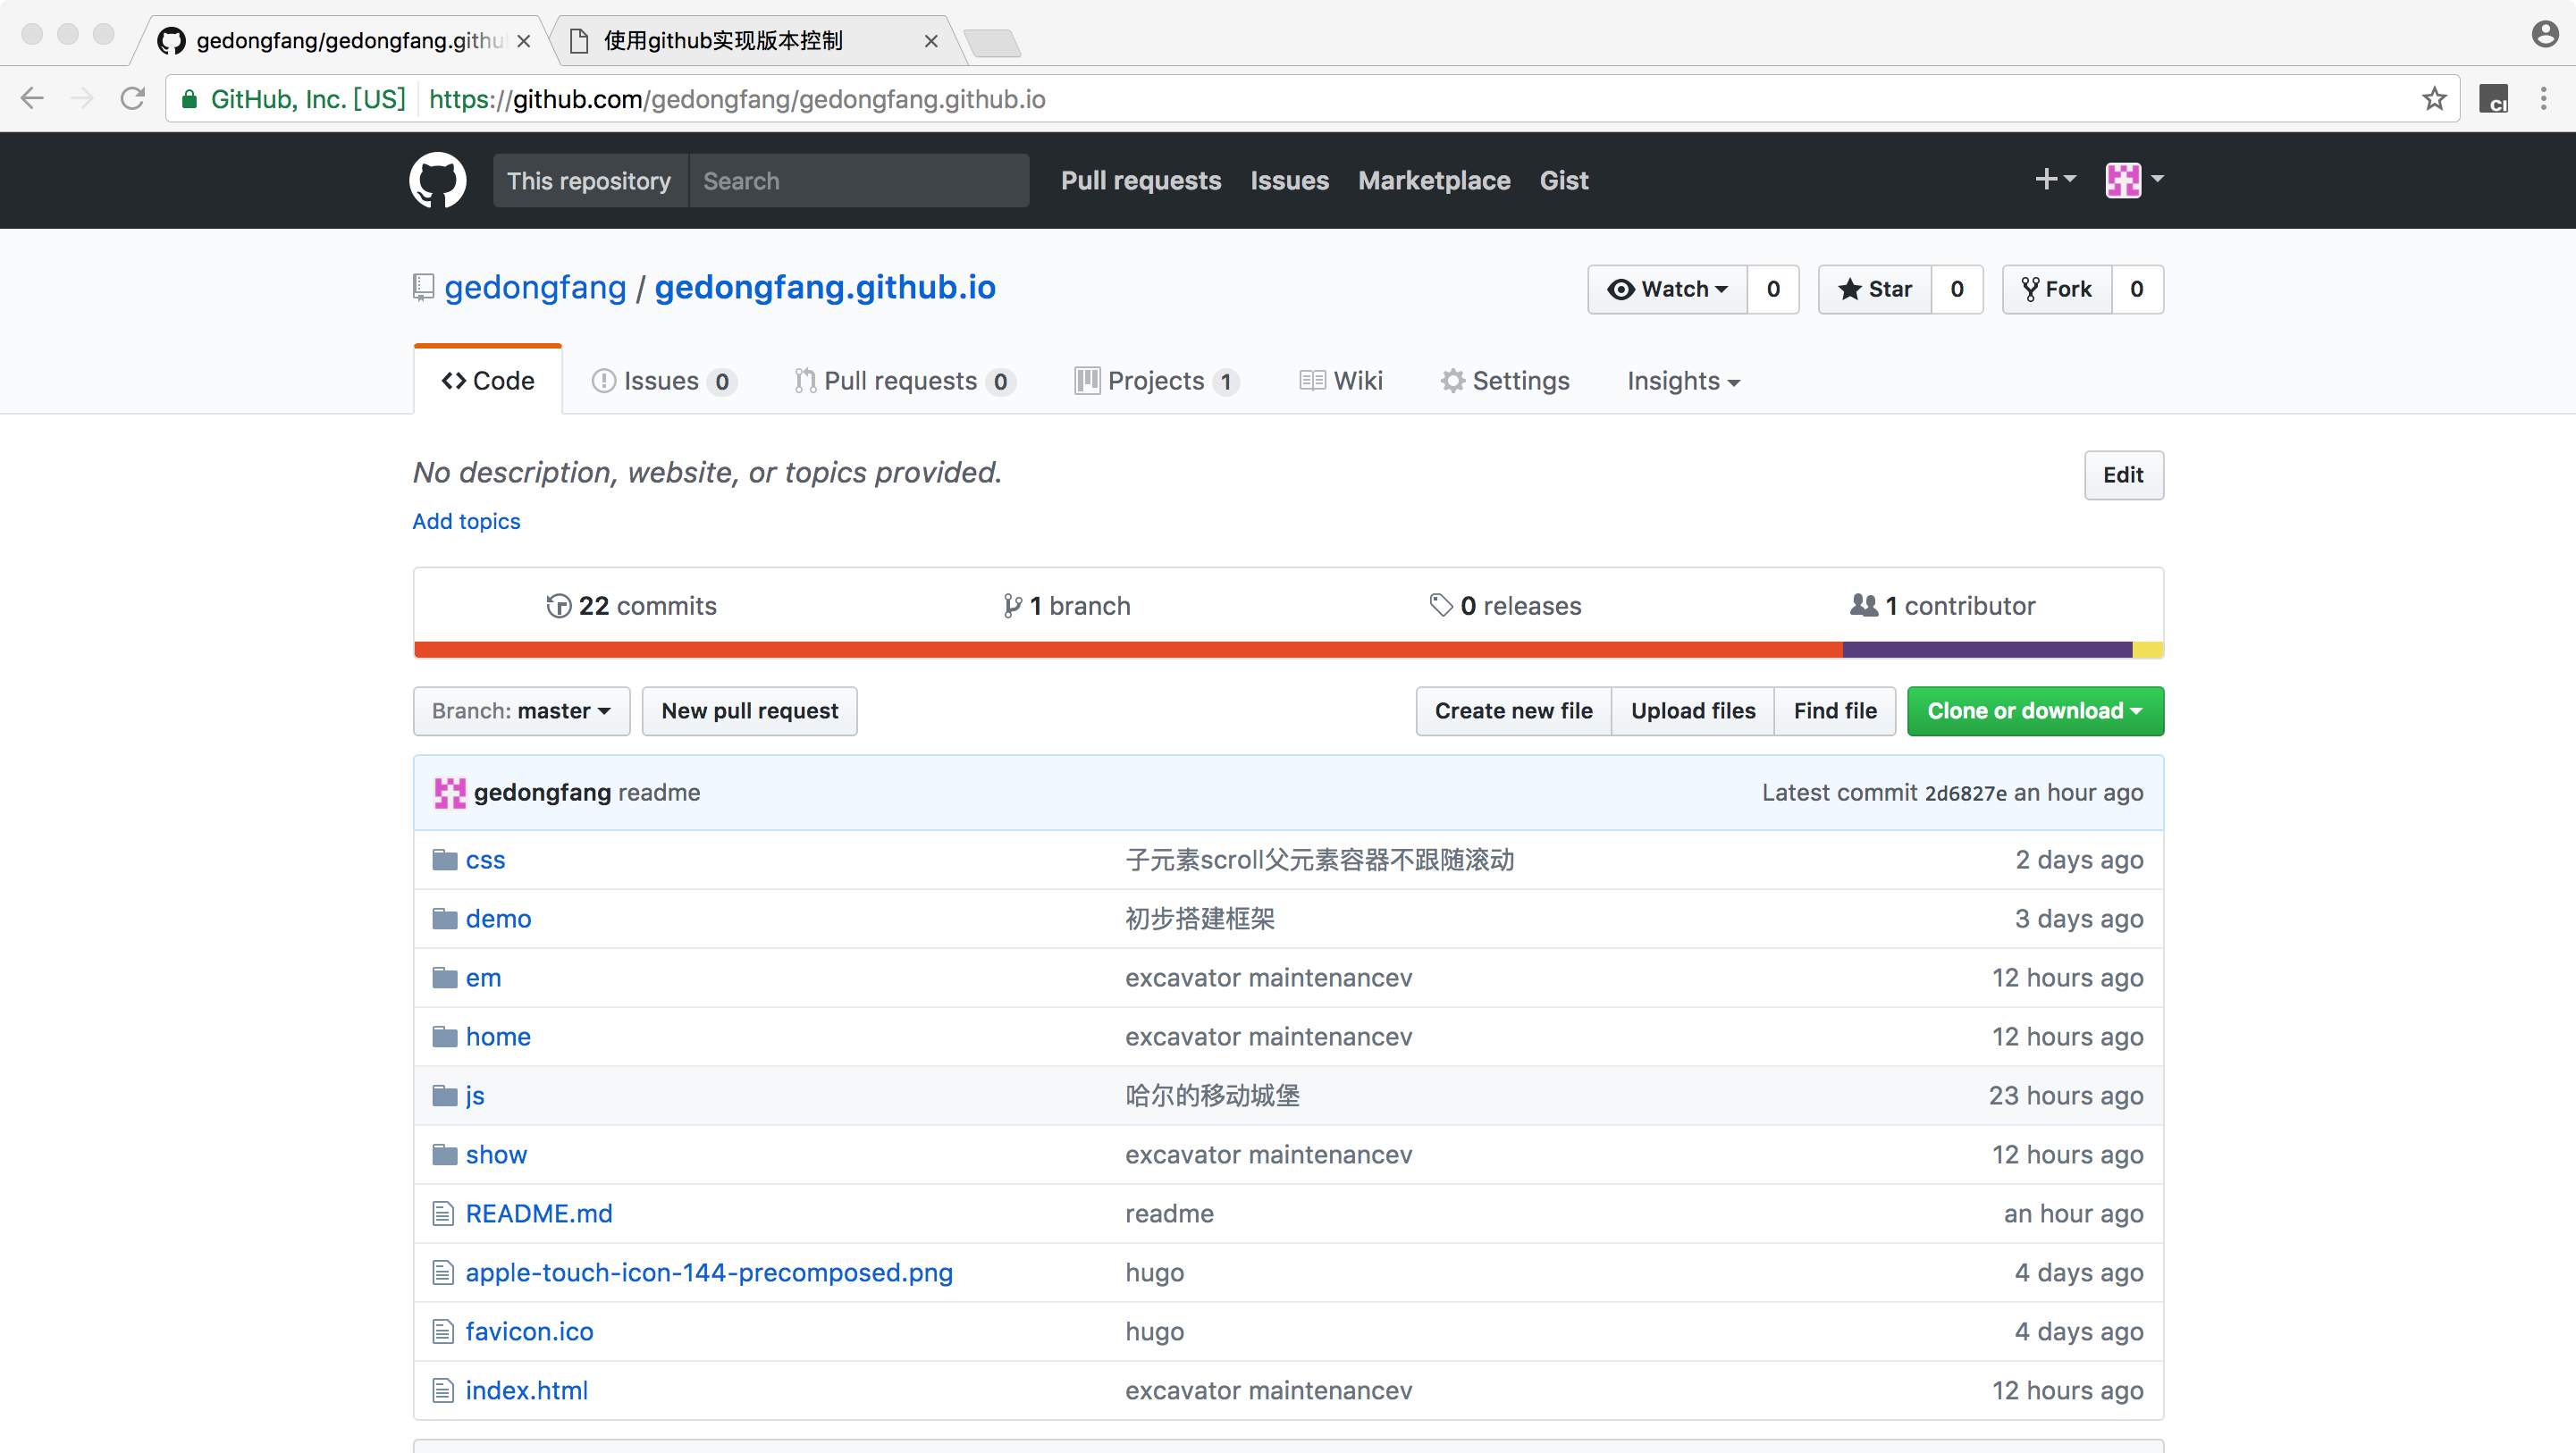 gedongfang/gedongfang.githu 使用github实现版本控制
GitHub, Inc. [US] https://github.com/gedongfang/gedongfang.github.io
This repository Search Pull requests Issues Marketplace Gist
gedongfang / gedongfang.github.io Watch 0 Star 0 Fork 0
Code Issues 0 Pull requests 0 Projects 1 Wiki Settings Insights
No description, website, or topics provided. Edit
Add topics
22 commits 1 branch 0 releases 1 contributor
Branch: master New pull request Create new file Upload files Find file Clone or download
gedongfang readme Latest commit 2d6827e an hour ago
css 子元素scroll父元素容器不跟随滚动 2 days ago
demo 初步搭建框架 3 days ago
em excavator maintenancev 12 hours ago
home excavator maintenancev 12 hours ago
js 哈尔的移动城堡 23 hours ago
show excavator maintenancev 12 hours ago
README.md readme an hour ago
apple-touch-icon-144-precomposed.png hugo 4 days ago
favicon.ico hugo 4 days ago
index.html excavator maintenancev 12 hours ago